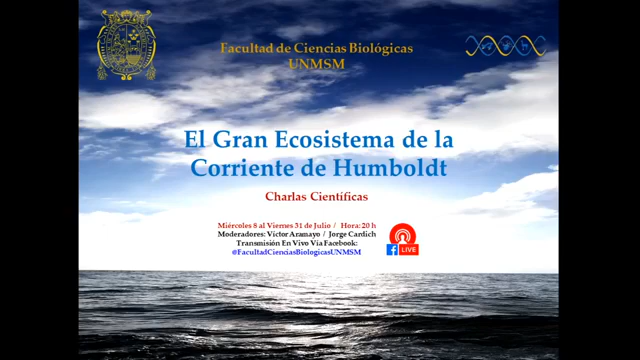 Facultad de Ciencias Biológicas
UNMSM
El Gran Ecosistema de la
Corriente de Humboldt
Charlas Científicas
Miércoles 8 al Viernes 31 de Julio / Hora: 20 h
Moderadores: Víctor Aramayo / Jorge Cardich
Transmisión En Vivo Vía Facebook:
@FacultadCienciasBiologicasUNMSM
f LIVE